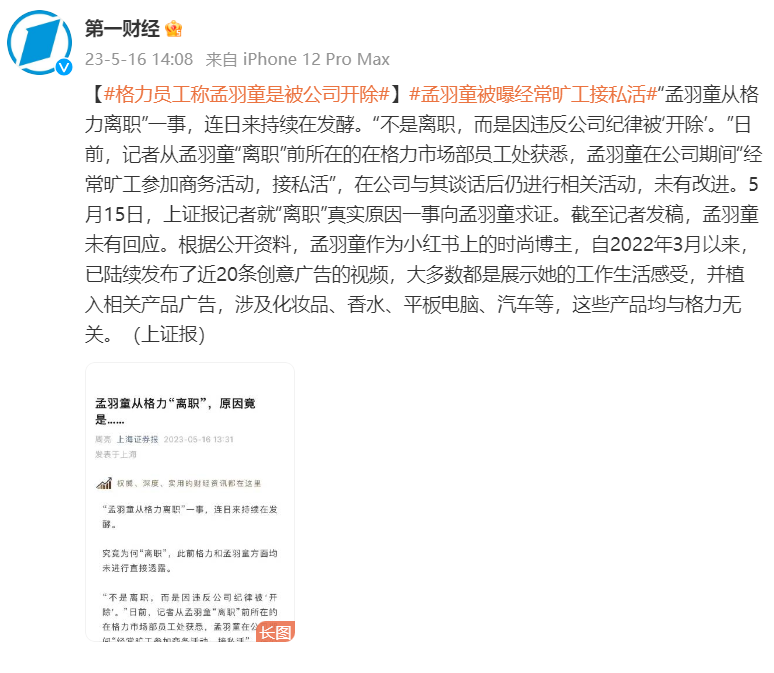 第一财经
23-5-16 14:08 来自 iPhone 12 Pro Max
【#格力员工称孟羽童是被公司开除#】#孟羽童被曝经常旷工接私活#“孟羽童从格
力离职”一事，连日来持续在发酵。“不是离职，而是因违反公司纪律被‘开除’。”日
前，记者从孟羽童“离职”前所在的在格力市场部员工处获悉，孟羽童在公司期间“经
常旷工参加商务活动，接私活”，在公司与其谈话后仍进行相关活动，未有改进。5
月15日，上证报记者就“离职”真实原因一事向孟羽童求证。截至记者发稿，孟羽童
未有回应。根据公开资料，孟羽童作为小红书上的时尚博主，自2022年3月以来，
已陆续发布了近20条创意广告的视频，大多数都是展示她的工作生活感受，并植
入相关产品广告，涉及化妆品、香水、平板电脑、汽车等，这些产品均与格力无
关。（上证报）
孟羽童从格力“离职”，原因竟
是……
周亮 上海证券报 2023-05-16 13:31
发表于上海
权威、深度、实用的财经资讯都在这里
“孟羽童从格力离职”一事，连日来持续在发
酵。
究竟为何“离职”，此前格力和孟羽童方面均
未进行直接透露。
“不是离职，而是因违反公司纪律被‘开
除’。”日前，记者从孟羽童“离职”前所在的
在格力市场部员工处获悉，孟羽童在公
间“经常旷工参加商务活动，接私活”
长图